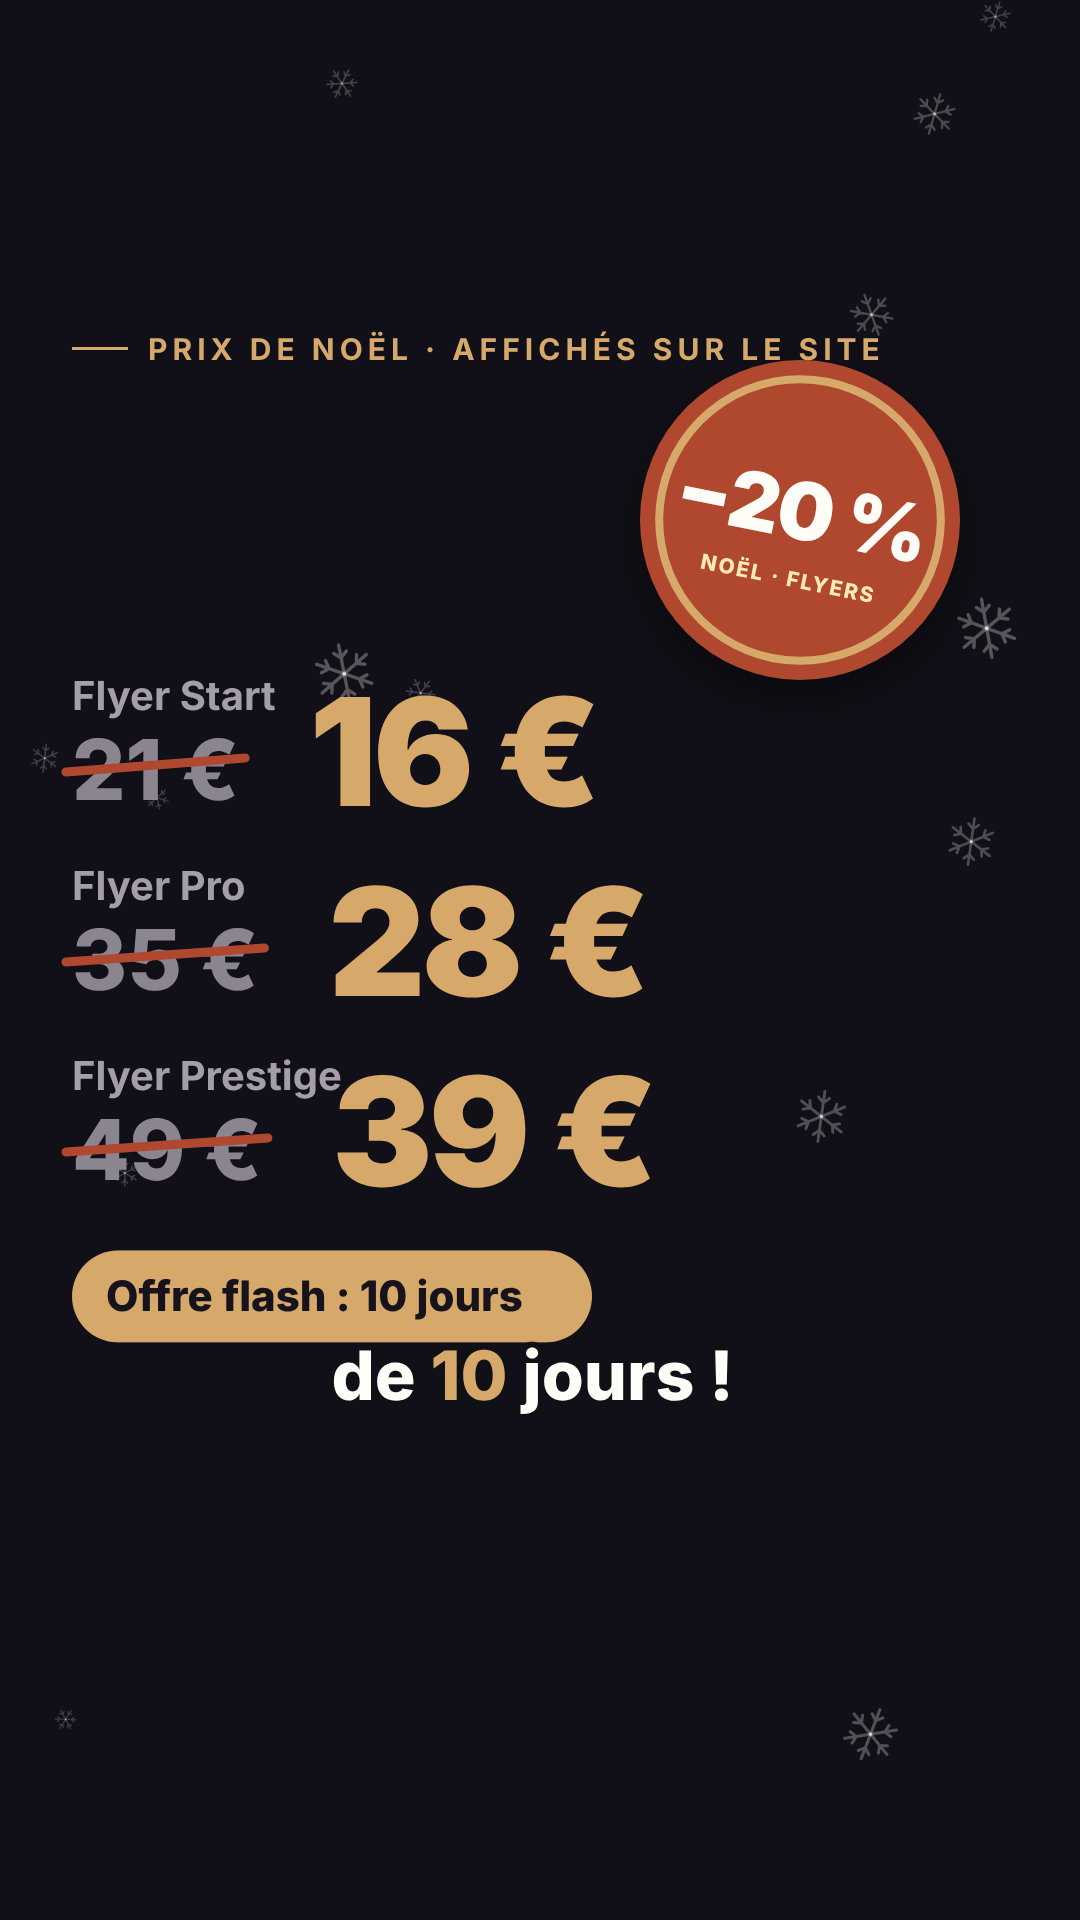 PRIX DE NOËL · AFFICHÉS SUR LE SITE
−20 %
NOËL · FLYERS
Flyer Start
21 €
16 €
Flyer Pro
35 €
28 €
Flyer Prestige
49 €
39 €
Offre flash : 10 jours
de 10 jours !